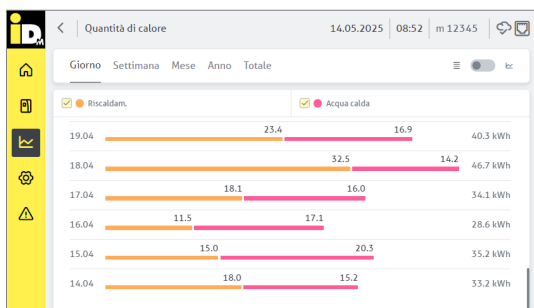 iDM
Quantità di calore 14.05.2025 08:52 m 12345
Giorno Settimana Mese Anno Totale
Riscaldam. Acqua calda
19.04 23.4 16.9 40.3 kWh
18.04 32.5 14.2 46.7 kWh
17.04 18.1 16.0 34.1 kWh
16.04 11.5 17.1 28.6 kWh
15.04 15.0 20.3 35.2 kWh
14.04 18.0 15.2 33.2 kWh